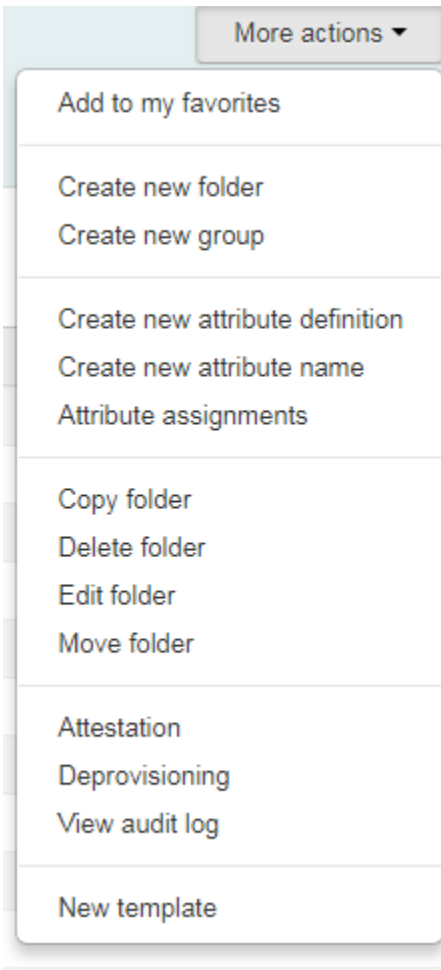 More actions
Add to my favorites
Create new folder
Create new group
Create new attribute definition
Create new attribute name
Attribute assignments
Copy folder
Delete folder
Edit folder
Move folder
Attestation
Deprovisioning
View audit log
New template